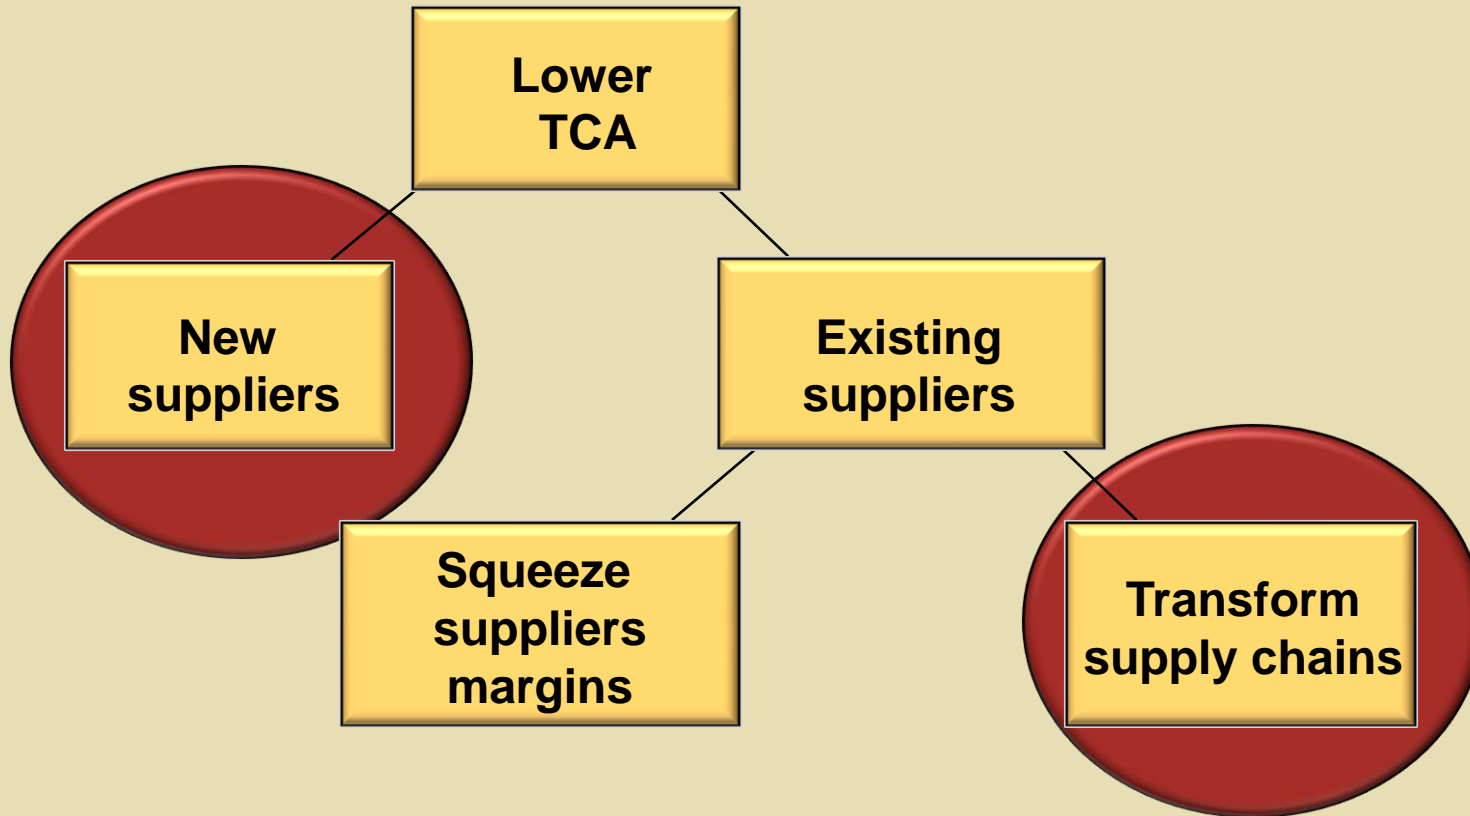 Lower
TCA
New
suppliers
Existing
suppliers
Squeeze
suppliers
margins
Transform
supply chains